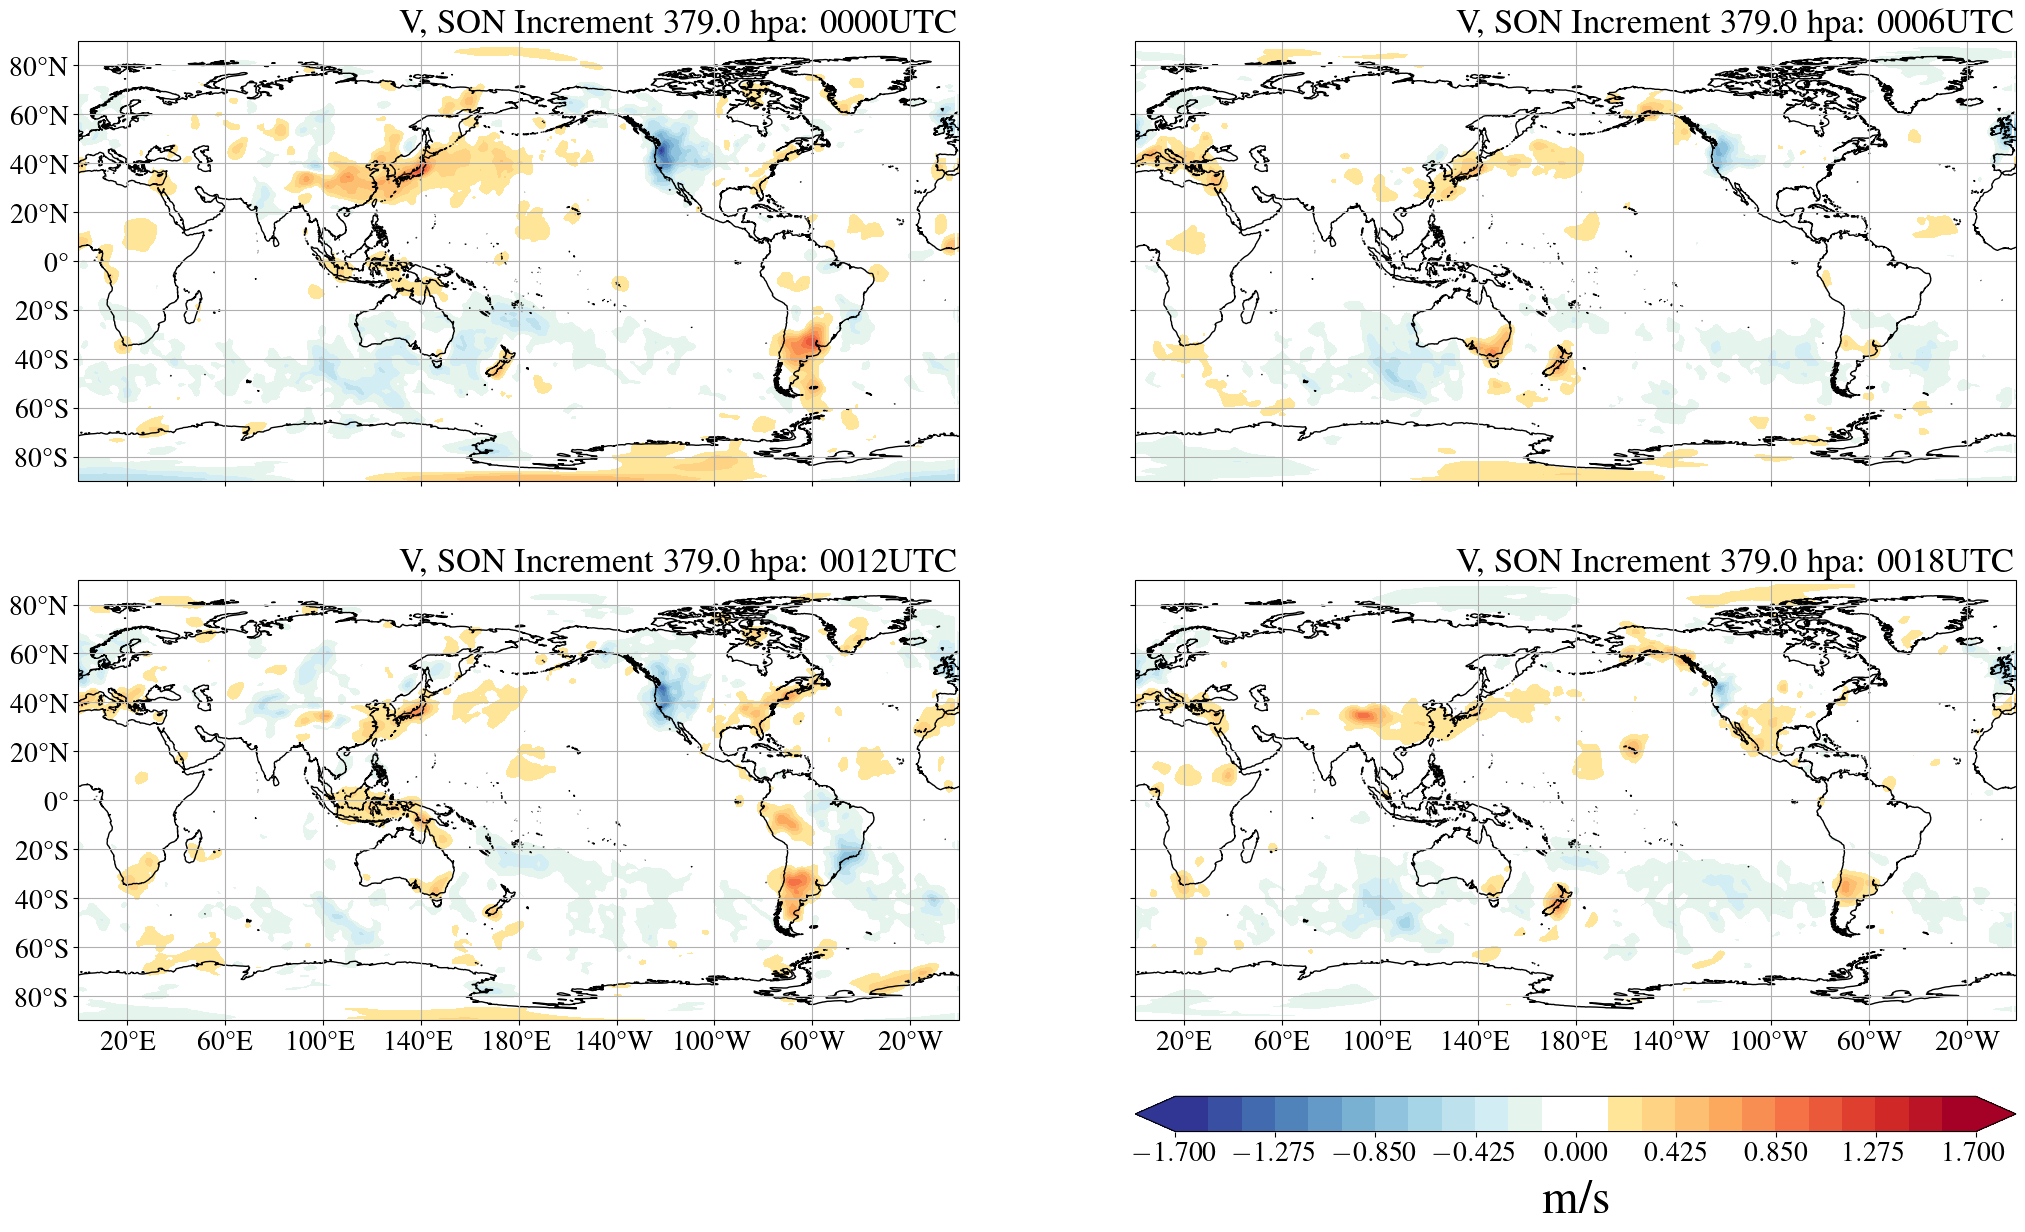 V, SON Increment 379.0 hpa: 0000UTC
V, SON Increment 379.0 hpa: 0006UTC
80°N
60°N
40°N
20°N
0°
20°S
40°S
60°S
80°S
V, SON Increment 379.0 hpa: 0012UTC
V, SON Increment 379.0 hpa: 0018UTC
80°N
60°N
40°N
20°N
0°
20°S
40°S
60°S
80°S
20°E 60°E 100°E 140°E 180°E 140°W 100°W 60°W 20°W
20°E 60°E 100°E 140°E 180°E 140°W 100°W 60°W 20°W
−1.700 −1.275 −0.850 −0.425 0.000 0.425 0.850 1.275 1.700
m/s